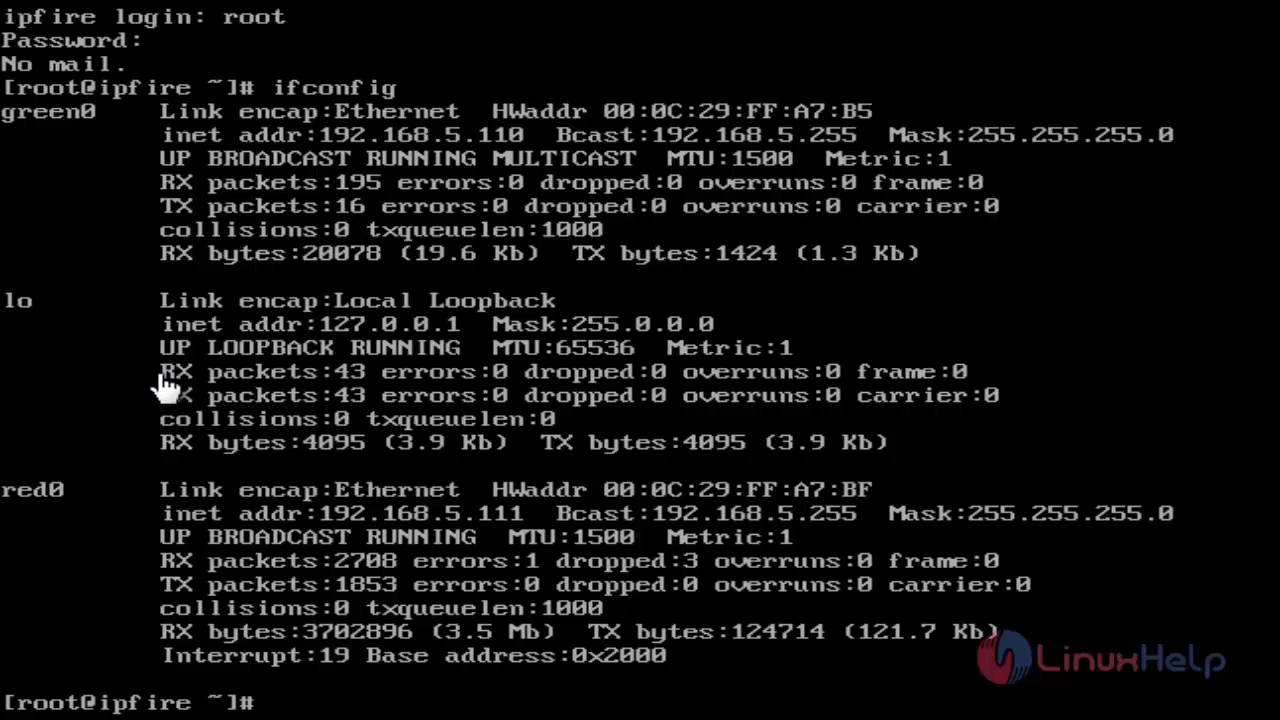 ipfire login: root
Password:
No mail.
[root@ipfire ~]# ifconfig
green0 Link encap:Ethernet HWaddr 00:0C:29:FF:A7:B5
inet addr:192.168.5.110 Bcast:192.168.5.255 Mask:255.255.255.0
UP BROADCAST RUNNING MULTICAST MTU:1500 Metric:1
RX packets:195 errors:0 dropped:0 overruns:0 frame:0
TX packets:16 errors:0 dropped:0 overruns:0 carrier:0
collisions:0 txqueuelen:1000
RX bytes:20078 (19.6 Kb) TX bytes:1424 (1.3 Kb)
lo Link encap:Local Loopback
inet addr:127.0.0.1 Mask:255.0.0.0
UP LOOPBACK RUNNING MTU:65536 Metric:1
RX packets:43 errors:0 dropped:0 overruns:0 frame:0
TX packets:43 errors:0 dropped:0 overruns:0 carrier:0
collisions:0 txqueuelen:0
RX bytes:4095 (3.9 Kb) TX bytes:4095 (3.9 Kb)
red0 Link encap:Ethernet HWaddr 00:0C:29:FF:A7:BF
inet addr:192.168.5.111 Bcast:192.168.5.255 Mask:255.255.255.0
UP BROADCAST RUNNING MTU:1500 Metric:1
RX packets:2708 errors:1 dropped:3 overruns:0 frame:0
TX packets:1853 errors:0 dropped:0 overruns:0 carrier:0
collisions:0 txqueuelen:1000
RX bytes:3702896 (3.5 Mb) TX bytes:124714 (121.7 Kb)
Interrupt:19 Base address:0x2000
LinuxHelp
[root@ipfire ~]#